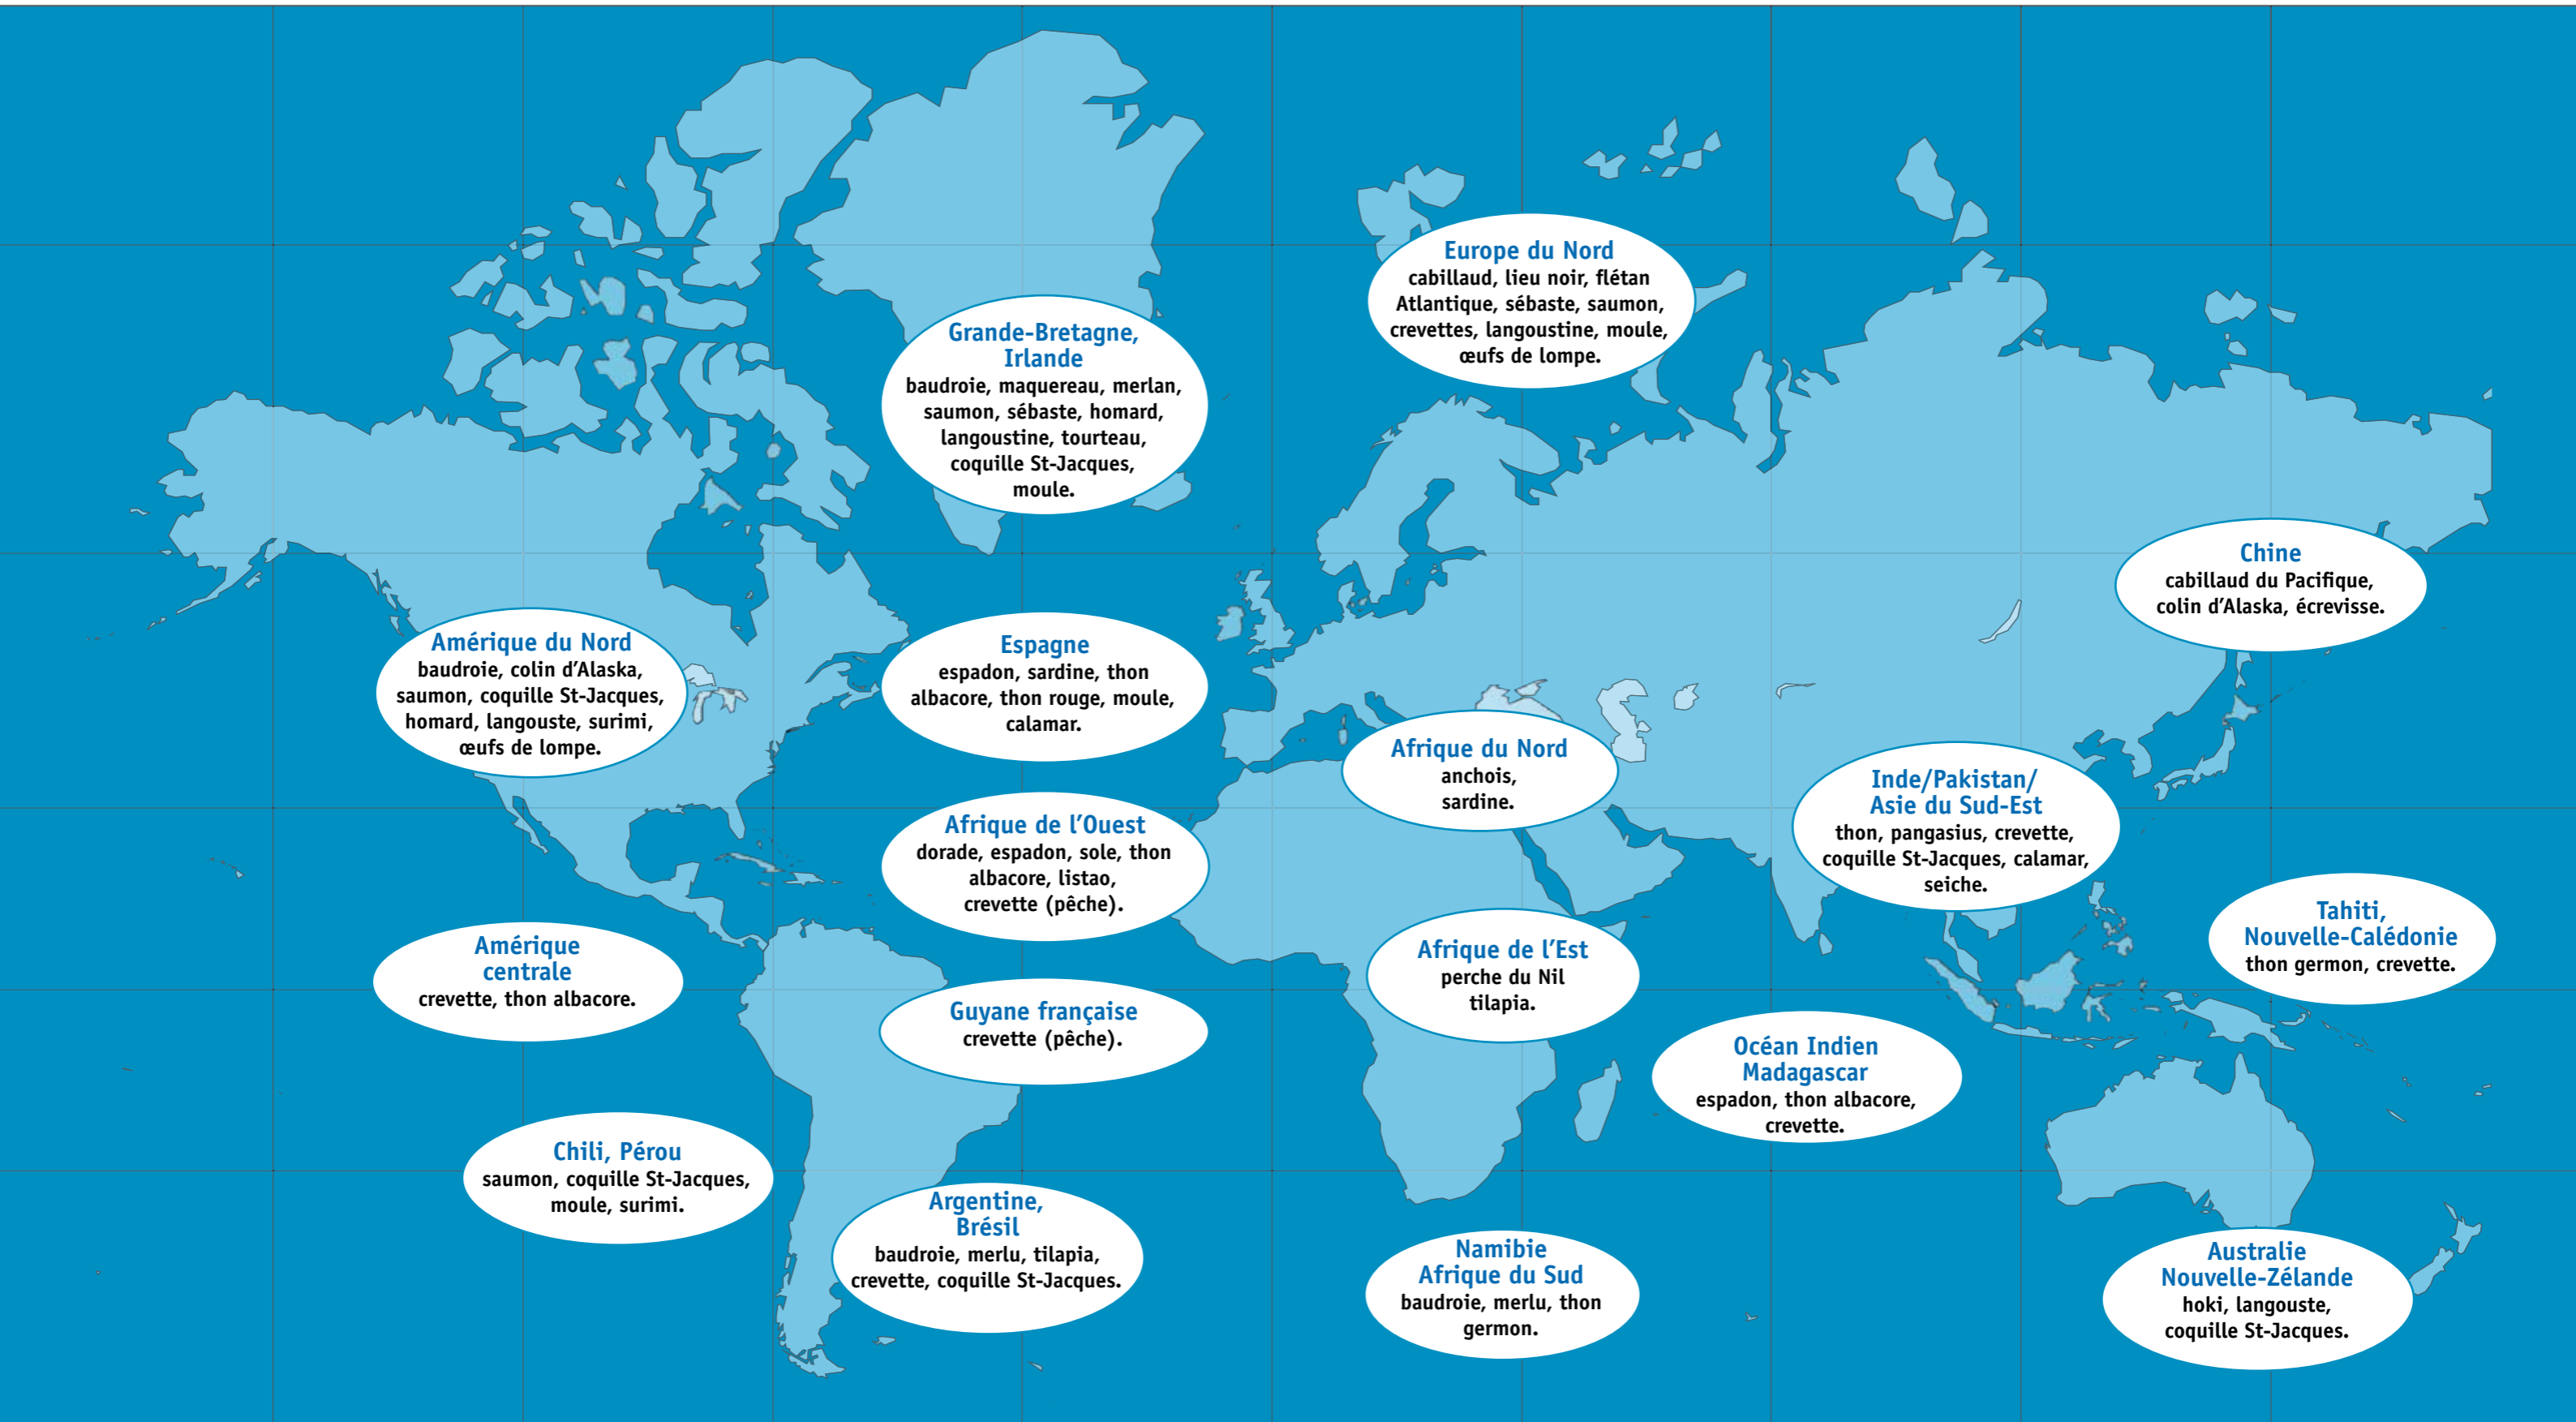 Europe du Nord
cabillaud, lieu noir, flétan
Atlantique, sébaste, saumon,
crevettes, langoustine, moule,
œufs de lompe.
Grande-Bretagne,
Irlande
baudroie, maquereau, merlan,
saumon, sébaste, homard,
langoustine, tourteau,
coquille St-Jacques,
moule.
Chine
cabillaud du Pacifique,
colin d'Alaska, écrevisse.
Amérique du Nord
baudroie, colin d'Alaska,
saumon, coquille St-Jacques,
homard, langouste, surimi,
œufs de lompe.
Espagne
espadon, sardine, thon
albacore, thon rouge, moule,
calamar.
Afrique du Nord
anchois,
sardine.
Inde/Pakistan/
Asie du Sud-Est
thon, pangasius, crevette,
coquille St-Jacques, calamar,
seiche.
Afrique de l'Ouest
dorade, espadon, sole, thon
albacore, listao,
crevette (pêche).
Tahiti,
Nouvelle-Calédonie
thon germon, crevette.
Amérique
centrale
crevette, thon albacore.
Afrique de l'Est
perche du Nil
tilapia.
Guyane française
crevette (pêche).
Océan Indien
Madagascar
espadon, thon albacore,
crevette.
Chili, Pérou
saumon, coquille St-Jacques,
moule, surimi.
Argentine,
Brésil
baudroie, merlu, tilapia,
crevette, coquille St-Jacques.
Namibie
Afrique du Sud
baudroie, merlu, thon
germon.
Australie
Nouvelle-Zélande
hoki, langouste,
coquille St-Jacques.